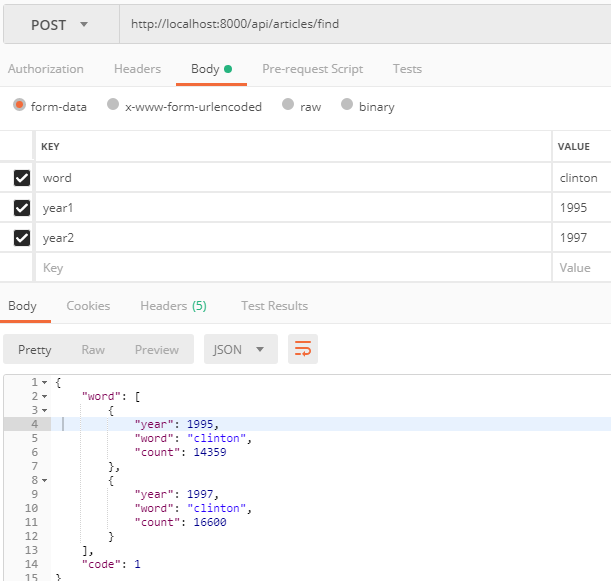 POST http://localhost:8000/api/articles/find
Authorization Headers Body Pre-request Script Tests
form-data x-www-form-urlencoded raw binary
KEY VALUE
word clinton
year1 1995
year2 1997
Key Value
Body Cookies Headers (5) Test Results
Pretty Raw Preview JSON
1 {
2 "word": [
3 {
4 "year": 1995,
5 "word": "clinton",
6 "count": 14359
7 },
8 {
9 "year": 1997,
10 "word": "clinton",
11 "count": 16600
12 }
13 ],
14 "code": 1
15 }